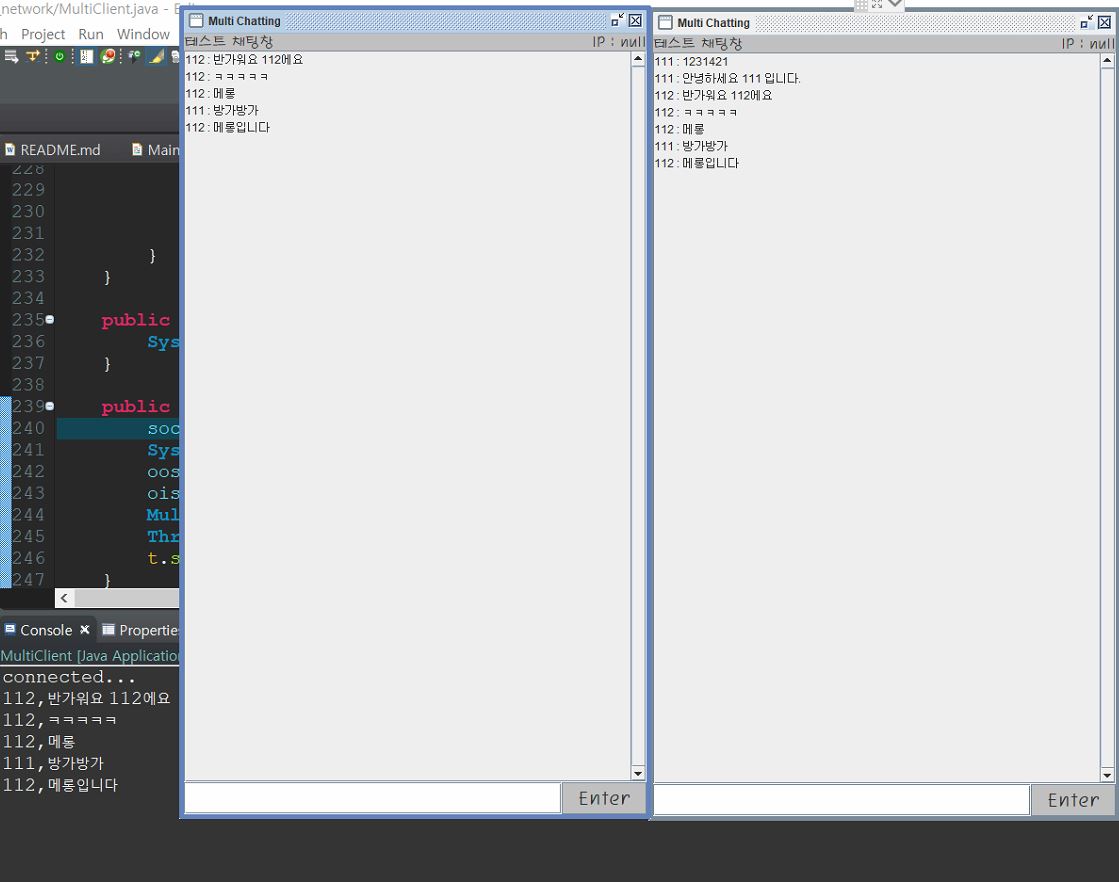 network/MultiClient.java - E
h Project Run Window
README.md Main
228
229
230
231
232 }
233 }
234
235 public
236 Sys
237 }
238
239 public
240 soc
241 Sys
242 oos
243 ois
244 Mul
245 Thr
246 t.s
247 }
Console Propertie
MultiClient [Java Application
connected...
112,반가워요 112에요
112,ㅋㅋㅋㅋㅋ
112,메롱
111,방가방가
112,메롱입니다
Multi Chatting
테스트 채팅창 IP : null
112 : 반가워요 112에요
112 : ㅋㅋㅋㅋㅋ
112 : 메롱
111 : 방가방가
112 : 메롱입니다
Enter
Multi Chatting
테스트 채팅창 IP : null
111 : 1231421
111 : 안녕하세요 111 입니다.
112 : 반가워요 112에요
112 : ㅋㅋㅋㅋㅋ
112 : 메롱
111 : 방가방가
112 : 메롱입니다
Enter